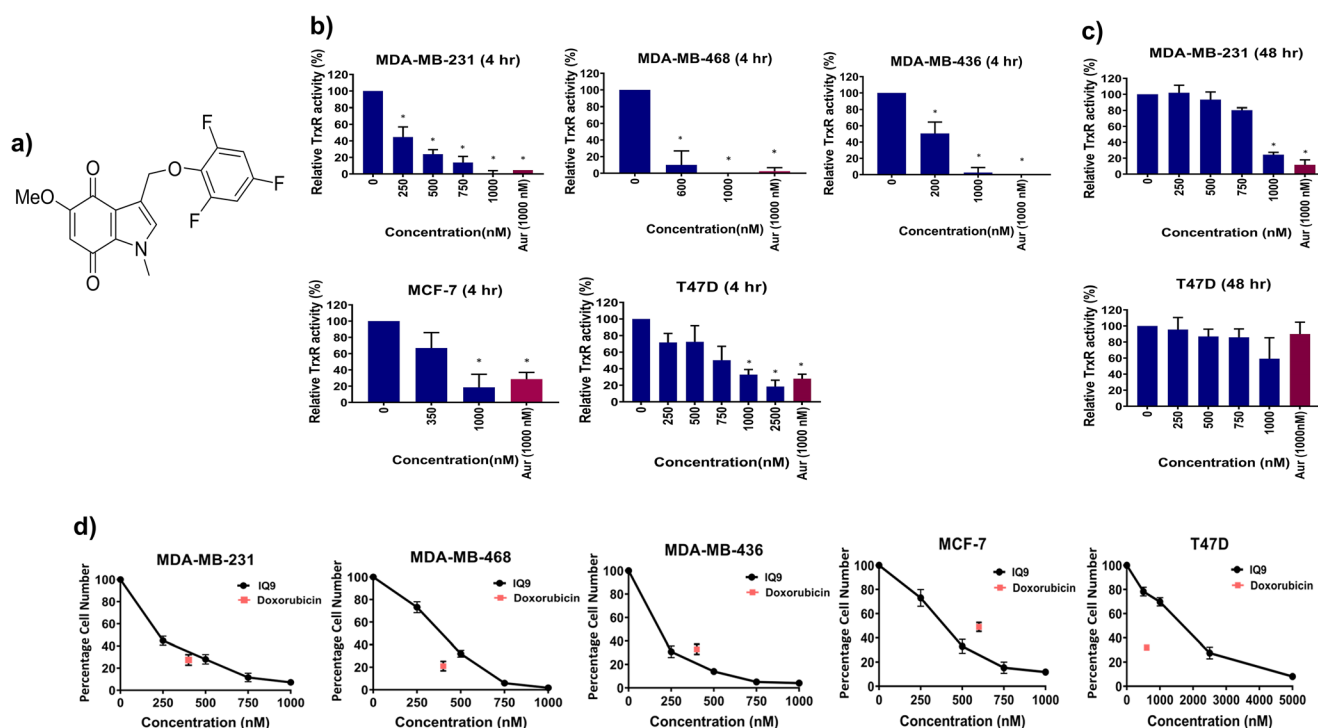 a)
F
O
O
F
MeO
F
N
O
b)
MDA-MB-231 (4 hr)
Relative TrxR activity (%)
120
100
80
60
40
20
0
* * * * *
0 250 500 750 1000 Aur (1000 nM)
Concentration(nM)
MDA-MB-468 (4 hr)
Relative TrxR activity (%)
120
100
80
60
40
20
0
* * *
0 600 1000 Aur (1000 nM)
Concentration(nM)
MDA-MB-436 (4 hr)
Relative TrxR activity (%)
120
100
80
60
40
20
0
* * *
0 200 1000 Aur (1000 nM)
Concentration(nM)
MCF-7 (4 hr)
Relative TrxR activity (%)
120
100
80
60
40
20
0
* *
0 350 1000 Aur (1000 nM)
Concentration(nM)
T47D (4 hr)
Relative TrxR activity (%)
120
100
80
60
40
20
0
* * *
0 250 500 750 1000 2500 Aur (1000 nM)
Concentration(nM)
c)
MDA-MB-231 (48 hr)
Relative TrxR activity (%)
120
100
80
60
40
20
0
* *
0 250 500 750 1000 Aur (1000 nM)
Concentration (nM)
T47D (48 hr)
Relative TrxR activity (%)
120
100
80
60
40
20
0
0 250 500 750 1000 Aur (1000nM)
Concentration (nM)
d)
MDA-MB-231
Percentage Cell Number
100
80
60
40
20
0
IQ9
Doxorubicin
0 250 500 750 1000
Concentration (nM)
MDA-MB-468
Percentage Cell Number
100
80
60
40
20
0
IQ9
Doxorubicin
0 250 500 750 1000
Concentration (nM)
MDA-MB-436
Percentage Cell Number
100
80
60
40
20
0
IQ9
Doxorubicin
0 250 500 750 1000
Concentration (nM)
MCF-7
Percentage Cell Number
100
80
60
40
20
0
IQ9
Doxorubicin
0 250 500 750 1000
Concentration (nM)
T47D
Percentage Cell Number
100
80
60
40
20
0
IQ9
Doxorubicin
0 1000 2000 3000 4000 5000
Concentration (nM)